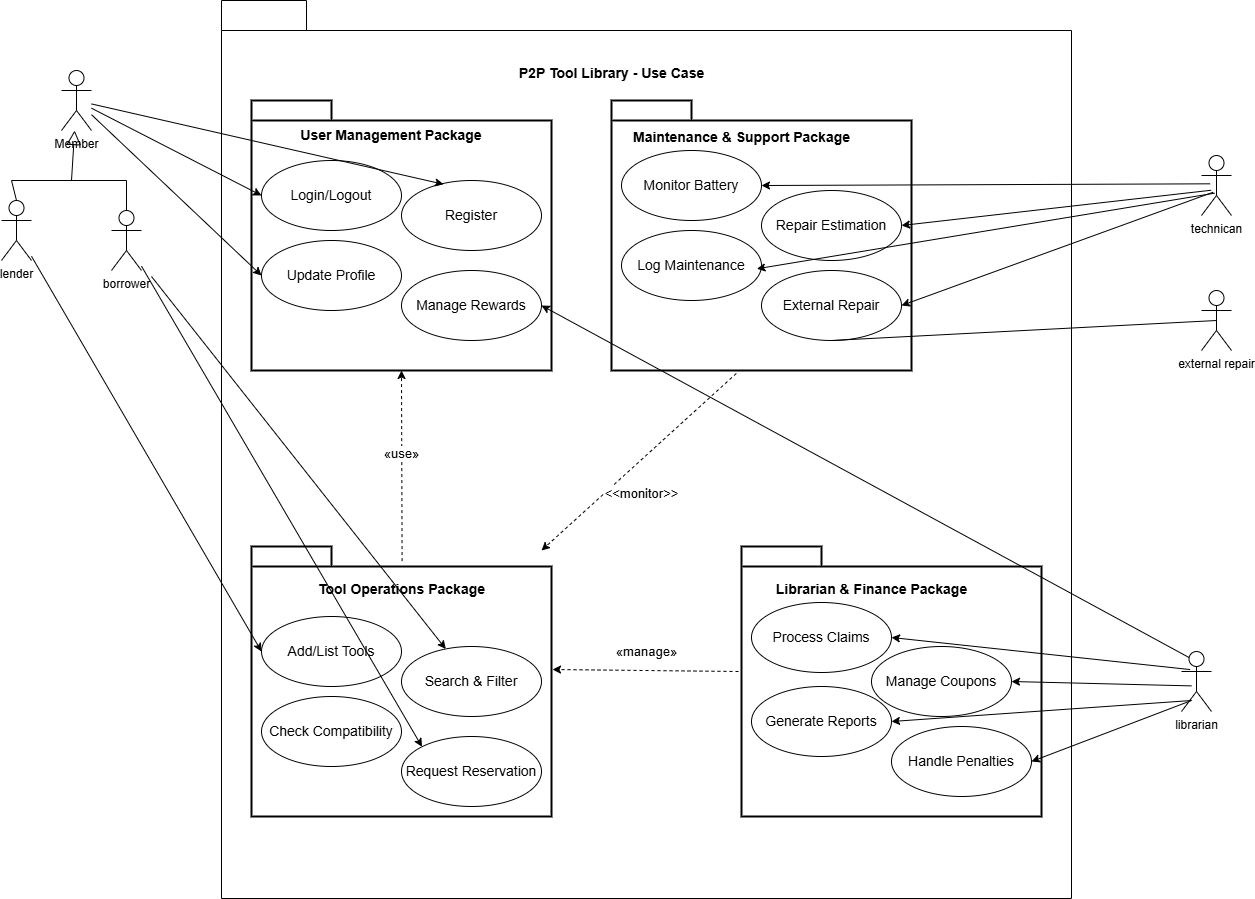 P2P Tool Library - Use Case
User Management Package
Maintenance & Support Package
Member
Login/Logout
Register
Update Profile
Manage Rewards
Monitor Battery
Repair Estimation
Log Maintenance
External Repair
technican
external repair
lender
borrower
«use»
<<monitor>>
Tool Operations Package
Librarian & Finance Package
Add/List Tools
Search & Filter
Check Compatibility
Request Reservation
«manage»
Process Claims
Manage Coupons
Generate Reports
Handle Penalties
librarian